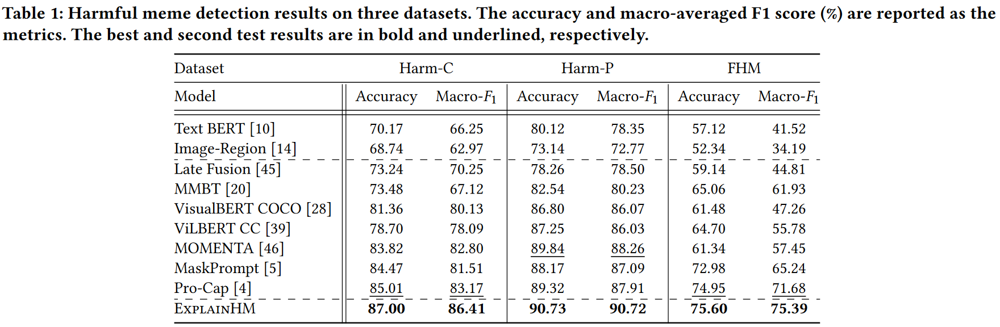 Table 1: Harmful meme detection results on three datasets. The accuracy and macro-averaged F1 score (%) are reported as the
metrics. The best and second test results are in bold and underlined, respectively.
Dataset Harm-C Harm-P FHM
Model Accuracy Macro-F1 Accuracy Macro-F1 Accuracy Macro-F1
Text BERT [10] 70.17 66.25 80.12 78.35 57.12 41.52
Image-Region [14] 68.74 62.97 73.14 72.77 52.34 34.19
Late Fusion [45] 73.24 70.25 78.26 78.50 59.14 44.81
MMBT [20] 73.48 67.12 82.54 80.23 65.06 61.93
VisualBERT COCO [28] 81.36 80.13 86.80 86.07 61.48 47.26
ViLBERT CC [39] 78.70 78.09 87.25 86.03 64.70 55.78
MOMENTA [46] 83.82 82.80 89.84 88.26 61.34 57.45
MaskPrompt [5] 84.47 81.51 88.17 87.09 72.98 65.24
Pro-Cap [4] 85.01 83.17 89.32 87.91 74.95 71.68
ExplainHM 87.00 86.41 90.73 90.72 75.60 75.39